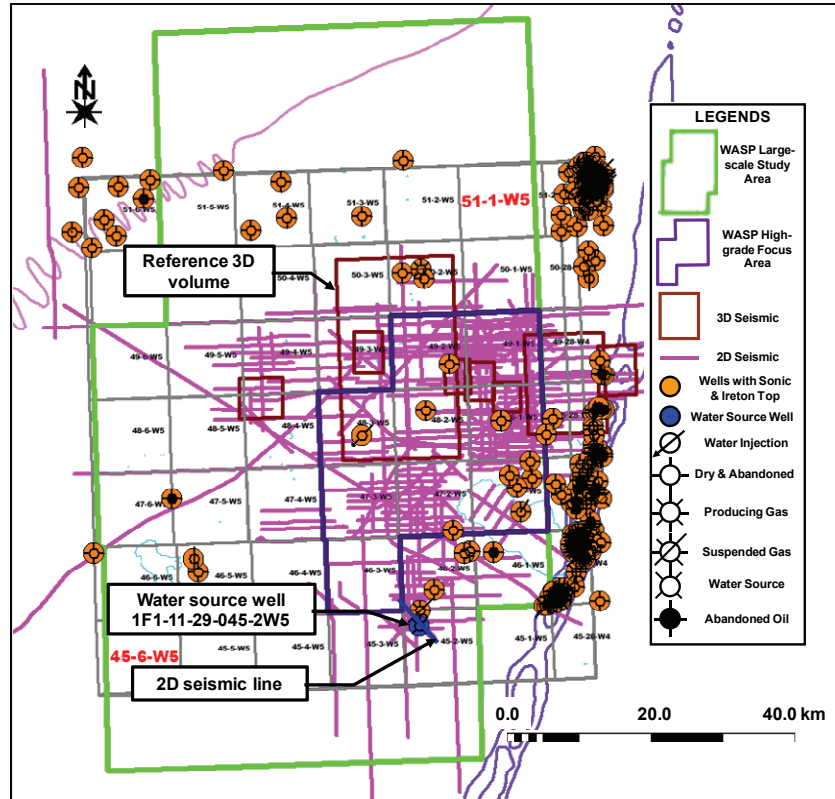 N
51-6-W5
51-5-W5
51-4-W5
51-3-W5
51-2-W5
51-1-W5
Reference 3D
volume
50-4-W5
50-3-W5
50-1-W5
49-6-W5
49-5-W5
49-4-W5
49-3-W5
49-2-W5
49-1-W5
49-28-W4
48-6-W5
48-5-W5
48-4-W5
48-2-W5
47-6-W5
47-5-W5
47-4-W5
47-3-W5
47-2-W5
46-6-W5
46-5-W5
46-4-W5
46-3-W5
46-1-W5
Water source well
1F1-11-29-045-2W5
45-6-W5
45-5-W5
45-4-W5
45-3-W5
45-2-W5
45-1-W5
45-28-W4
2D seismic line
0.0 20.0 40.0 km
LEGENDS
WASP Large-
scale Study
Area
WASP High-
grade Focus
Area
3D Seismic
2D Seismic
Wells with Sonic
& Ireton Top
Water Source Well
Water Injection
Dry & Abandoned
Producing Gas
Suspended Gas
Water Source
Abandoned Oil